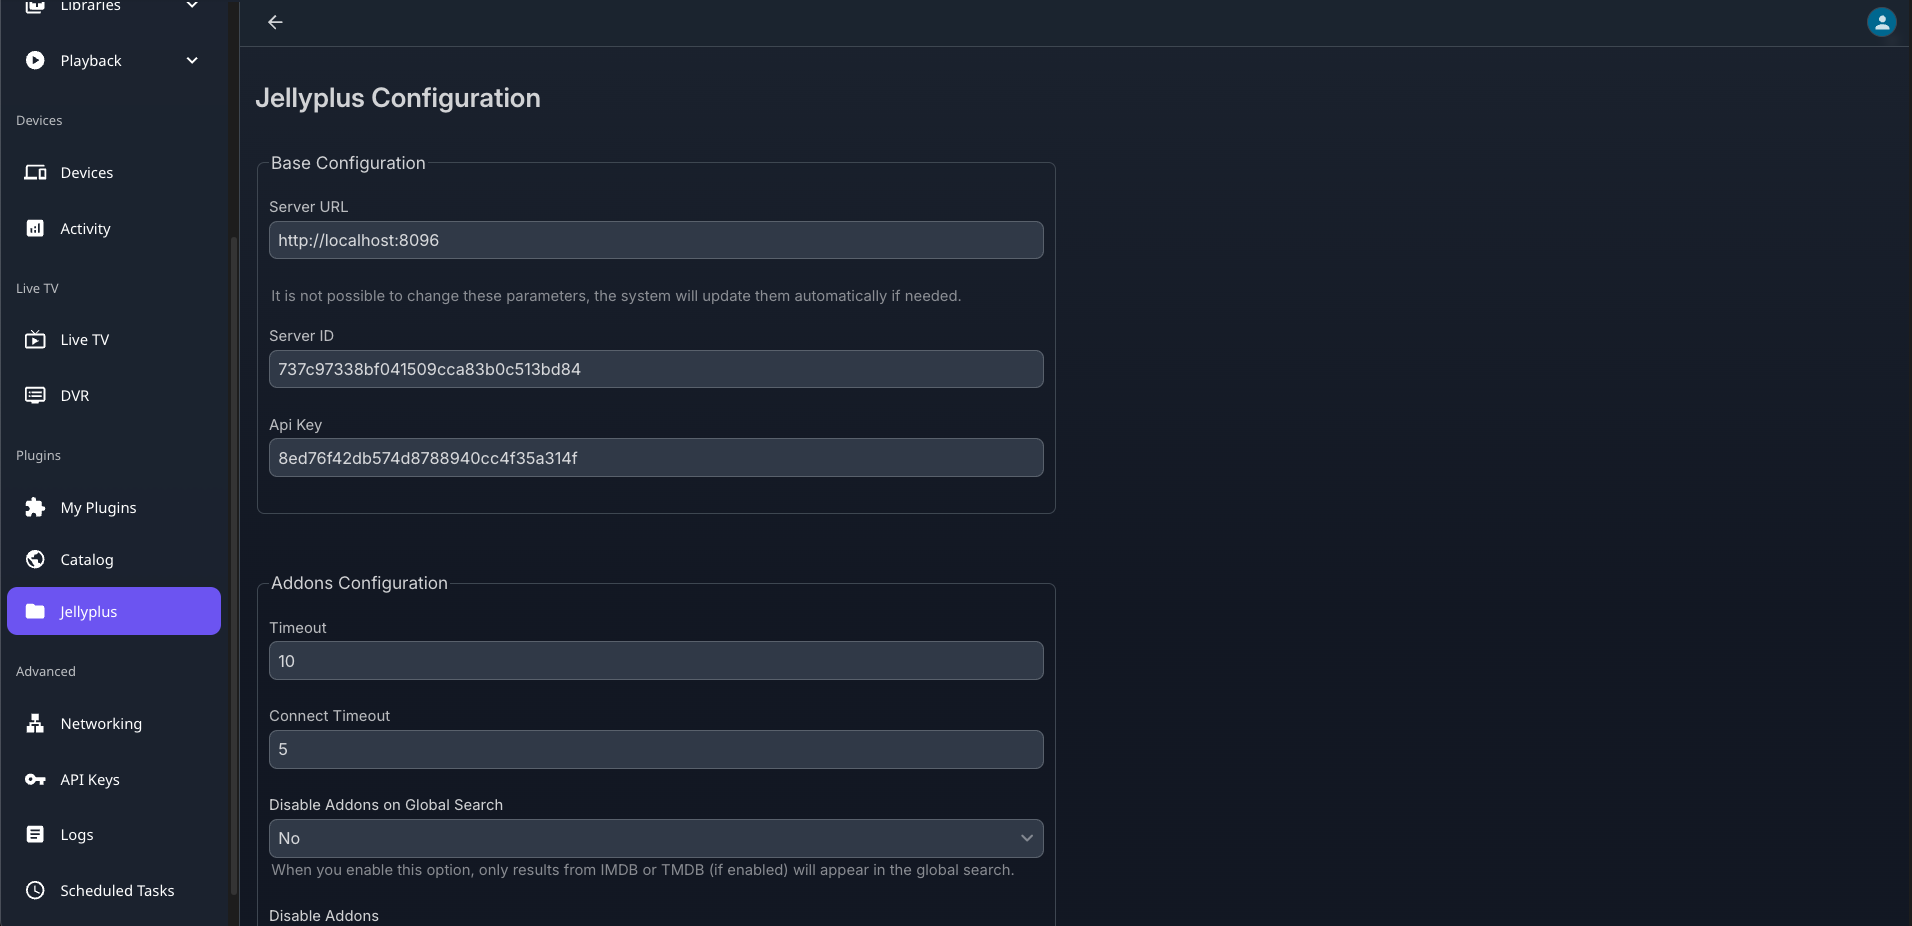 Libraries
Playback
Devices
Devices
Activity
Live TV
Live TV
DVR
Plugins
My Plugins
Catalog
Jellyplus
Advanced
Networking
API Keys
Logs
Scheduled Tasks
Jellyplus Configuration
Base Configuration
Server URL
http://localhost:8096
It is not possible to change these parameters, the system will update them automatically if needed.
Server ID
737c97338bf041509cca83b0c513bd84
Api Key
8ed76f42db574d8788940cc4f35a314f
Addons Configuration
Timeout
10
Connect Timeout
5
Disable Addons on Global Search
No
When you enable this option, only results from IMDB or TMDB (if enabled) will appear in the global search.
Disable Addons